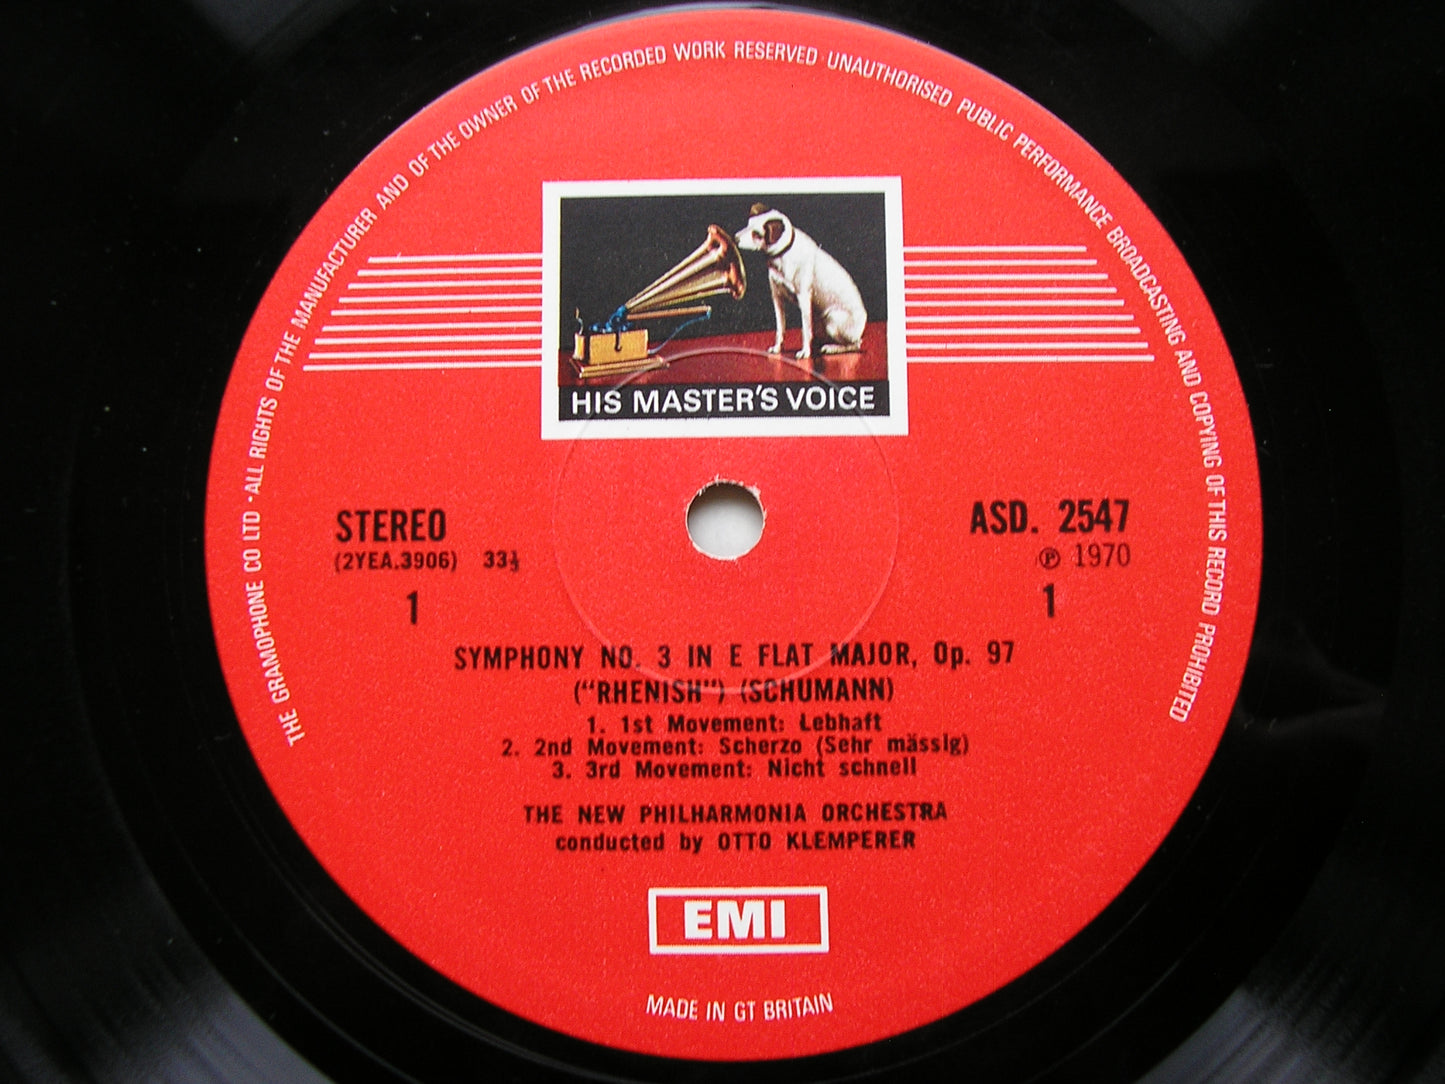 THE GRAMOPHONE CO LTD · ALL RIGHTS OF THE MANUFACTURER AND OF THE OWNER OF THE RECORDED WORK RESERVED · UNAUTHORISED PUBLIC PERFORMANCE BROADCASTING AND COPYING OF THIS RECORD PROHIBITED
HIS MASTER'S VOICE
STEREO
(2YEA.3906) 33⅓
1
ASD. 2547
℗ 1970
1
SYMPHONY NO. 3 IN E FLAT MAJOR, Op. 97
("RHENISH") (SCHUMANN)
1. 1st Movement: Lebhaft
2. 2nd Movement: Scherzo (Sehr mässig)
3. 3rd Movement: Nicht schnell
THE NEW PHILHARMONIA ORCHESTRA
conducted by OTTO KLEMPERER
EMI
MADE IN GT BRITAIN